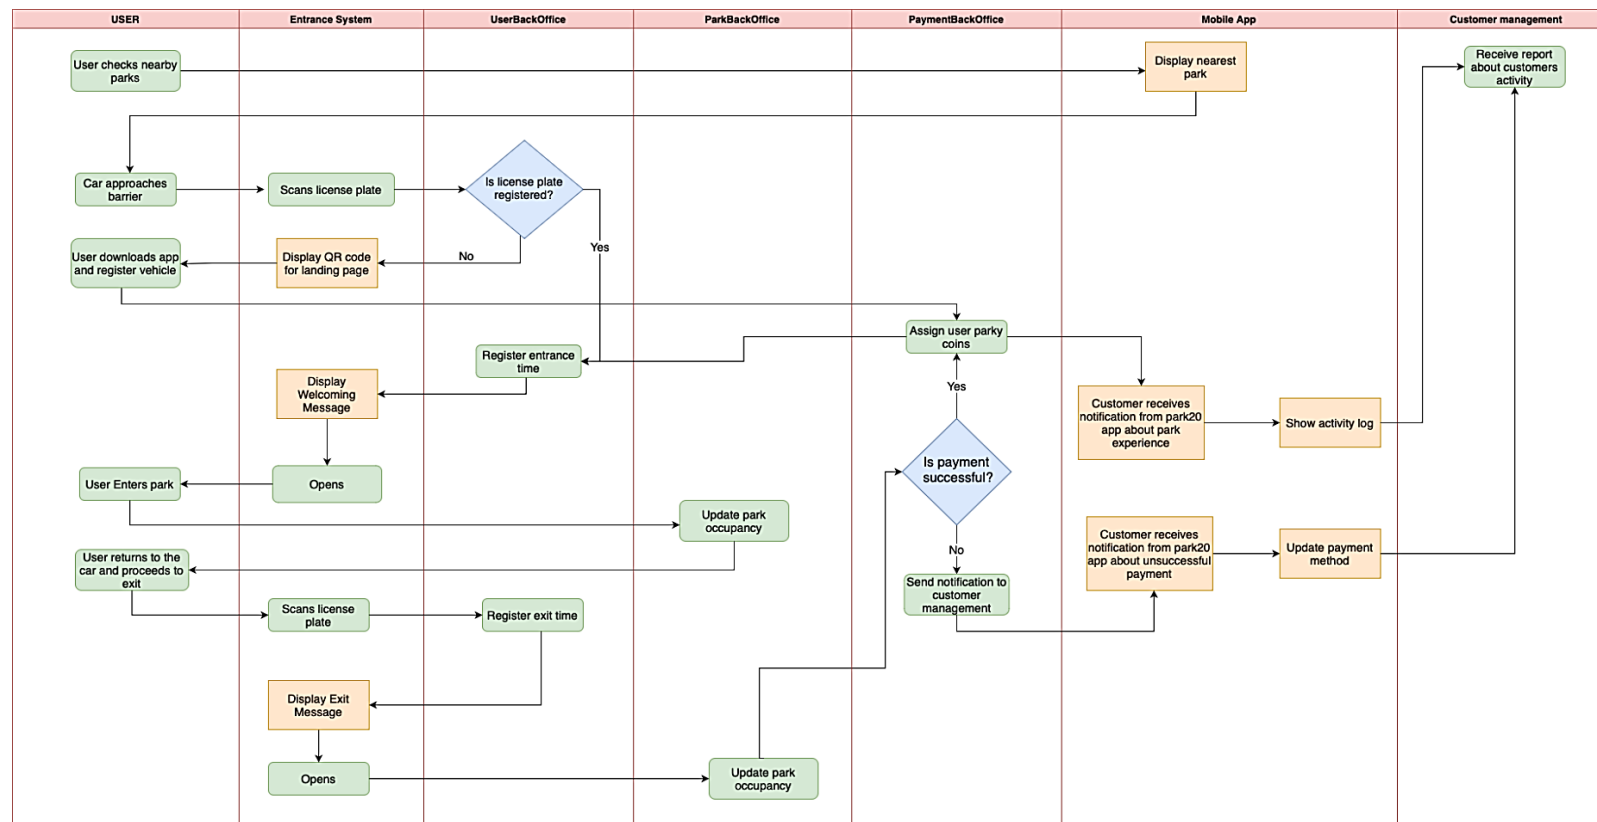 USER
Entrance System
UserBackOffice
ParkBackOffice
PaymentBackOffice
Mobile App
Customer management
User checks nearby
parks
Display nearest
park
Receive report
about customers
activity
Car approaches
barrier
Scans license plate
Is license plate
registered?
Yes
No
User downloads app
and register vehicle
Display QR code
for landing page
Assign user parky
coins
Register entrance
time
Display
Welcoming
Message
Yes
Customer receives
notification from park20
app about park
experience
Show activity log
User Enters park
Opens
Is payment
successful?
Update park
occupancy
No
Customer receives
notification from park20
app about unsuccessful
payment
Update payment
method
User returns to the
car and proceeds to
exit
Send notification to
customer
management
Scans license
plate
Register exit time
Display Exit
Message
Opens
Update park
occupancy